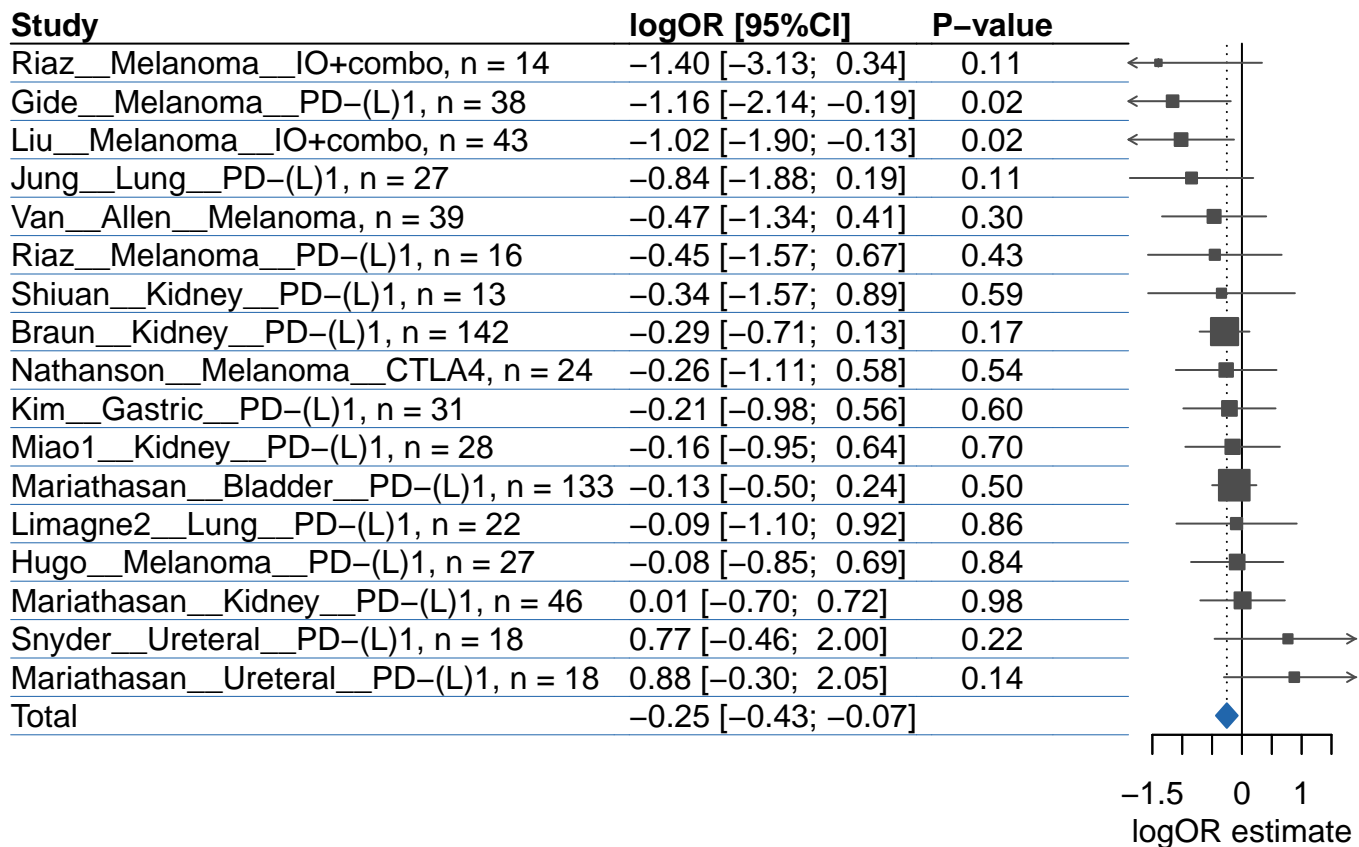 Study logOR [95%CI] P−value
Riaz__Melanoma__IO+combo, n = 14 −1.40 [−3.13; 0.34] 0.11
Gide__Melanoma__PD−(L)1, n = 38 −1.16 [−2.14; −0.19] 0.02
Liu__Melanoma__IO+combo, n = 43 −1.02 [−1.90; −0.13] 0.02
Jung__Lung__PD−(L)1, n = 27 −0.84 [−1.88; 0.19] 0.11
Van__Allen__Melanoma, n = 39 −0.47 [−1.34; 0.41] 0.30
Riaz__Melanoma__PD−(L)1, n = 16 −0.45 [−1.57; 0.67] 0.43
Shiuan__Kidney__PD−(L)1, n = 13 −0.34 [−1.57; 0.89] 0.59
Braun__Kidney__PD−(L)1, n = 142 −0.29 [−0.71; 0.13] 0.17
Nathanson__Melanoma__CTLA4, n = 24 −0.26 [−1.11; 0.58] 0.54
Kim__Gastric__PD−(L)1, n = 31 −0.21 [−0.98; 0.56] 0.60
Miao1__Kidney__PD−(L)1, n = 28 −0.16 [−0.95; 0.64] 0.70
Mariathasan__Bladder__PD−(L)1, n = 133 −0.13 [−0.50; 0.24] 0.50
Limagne2__Lung__PD−(L)1, n = 22 −0.09 [−1.10; 0.92] 0.86
Hugo__Melanoma__PD−(L)1, n = 27 −0.08 [−0.85; 0.69] 0.84
Mariathasan__Kidney__PD−(L)1, n = 46 0.01 [−0.70; 0.72] 0.98
Snyder__Ureteral__PD−(L)1, n = 18 0.77 [−0.46; 2.00] 0.22
Mariathasan__Ureteral__PD−(L)1, n = 18 0.88 [−0.30; 2.05] 0.14
Total −0.25 [−0.43; −0.07]
−1.5 0 1
logOR estimate